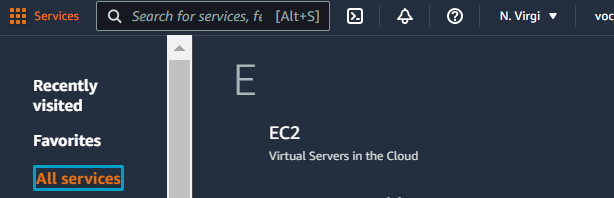 Services
Search for services, fe
[Alt+S]
N. Virgi
voc
Recently
visited
Favorites
All services
E
EC2
Virtual Servers in the Cloud